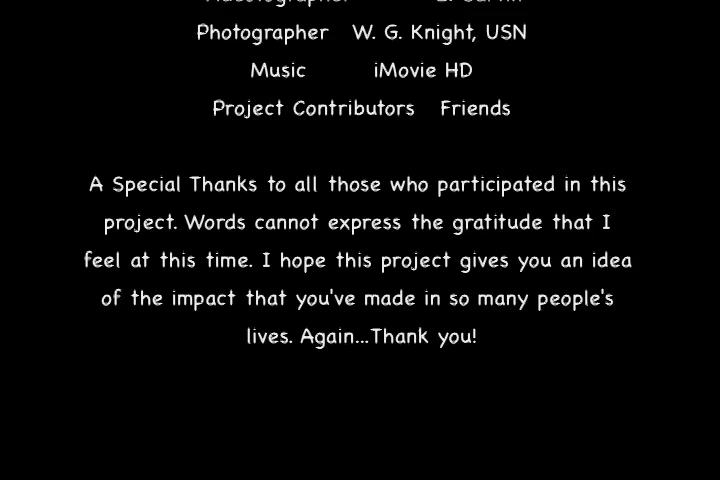 Photographer W. G. Knight, USN
Music iMovie HD
Project Contributors Friends
A Special Thanks to all those who participated in this
project. Words cannot express the gratitude that I
feel at this time. I hope this project gives you an idea
of the impact that you've made in so many people's
lives. Again...Thank you!